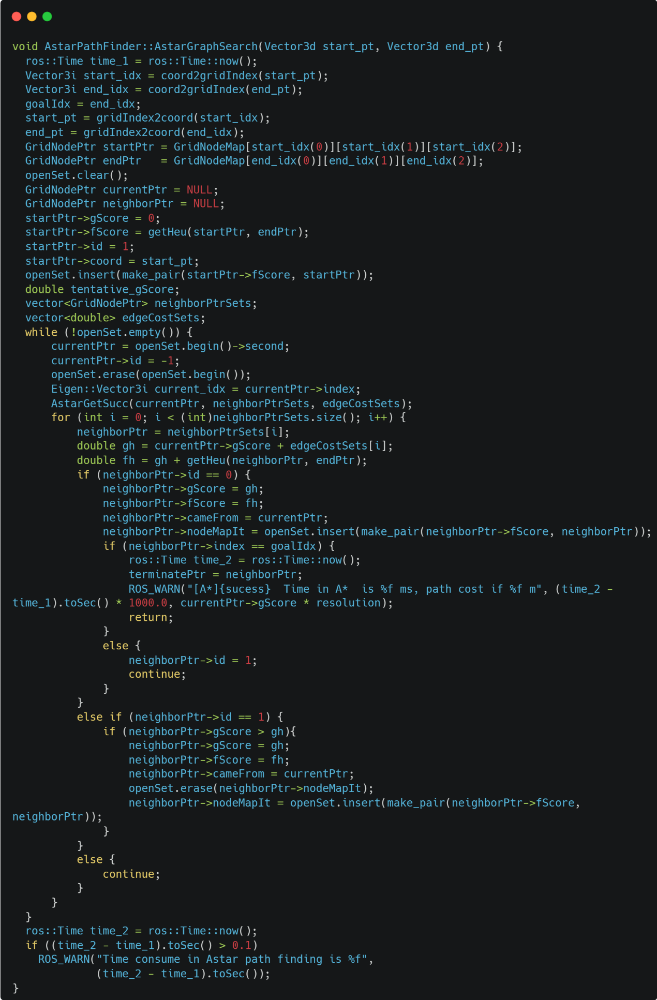 void AstarPathFinder::AstarGraphSearch(Vector3d start_pt, Vector3d end_pt) {
  ros::Time time_1 = ros::Time::now();
  Vector3i start_idx = coord2gridIndex(start_pt);
  Vector3i end_idx = coord2gridIndex(end_pt);
  goalIdx = end_idx;
  start_pt = gridIndex2coord(start_idx);
  end_pt = gridIndex2coord(end_idx);
  GridNodePtr startPtr = GridNodeMap[start_idx(0)][start_idx(1)][start_idx(2)];
  GridNodePtr endPtr   = GridNodeMap[end_idx(0)][end_idx(1)][end_idx(2)];
  openSet.clear();
  GridNodePtr currentPtr = NULL;
  GridNodePtr neighborPtr = NULL;
  startPtr->gScore = 0;
  startPtr->fScore = getHeu(startPtr, endPtr);
  startPtr->id = 1;
  startPtr->coord = start_pt;
  openSet.insert(make_pair(startPtr->fScore, startPtr));
  double tentative_gScore;
  vector<GridNodePtr> neighborPtrSets;
  vector<double> edgeCostSets;
  while (!openSet.empty()) {
      currentPtr = openSet.begin()->second;
      currentPtr->id = -1;
      openSet.erase(openSet.begin());
      Eigen::Vector3i current_idx = currentPtr->index;
      AstarGetSucc(currentPtr, neighborPtrSets, edgeCostSets);
      for (int i = 0; i < (int)neighborPtrSets.size(); i++) {
          neighborPtr = neighborPtrSets[i];
          double gh = currentPtr->gScore + edgeCostSets[i];
          double fh = gh + getHeu(neighborPtr, endPtr);
          if (neighborPtr->id == 0) {
              neighborPtr->gScore = gh;
              neighborPtr->fScore = fh;
              neighborPtr->cameFrom = currentPtr;
              neighborPtr->nodeMapIt = openSet.insert(make_pair(neighborPtr->fScore, neighborPtr));
              if (neighborPtr->index == goalIdx) {
                  ros::Time time_2 = ros::Time::now();
                  terminatePtr = neighborPtr;
                  ROS_WARN("[A*]{sucess}  Time in A*  is %f ms, path cost if %f m", (time_2 -
time_1).toSec() * 1000.0, currentPtr->gScore * resolution);
                  return;
              }
              else {
                  neighborPtr->id = 1;
                  continue;
              }
          }
          else if (neighborPtr->id == 1) {
              if (neighborPtr->gScore > gh){
                  neighborPtr->gScore = gh;
                  neighborPtr->fScore = fh;
                  neighborPtr->cameFrom = currentPtr;
                  openSet.erase(neighborPtr->nodeMapIt);
                  neighborPtr->nodeMapIt = openSet.insert(make_pair(neighborPtr->fScore,
neighborPtr));
              }
          }
          else {
              continue;
          }
      }
  }
  ros::Time time_2 = ros::Time::now();
  if ((time_2 - time_1).toSec() > 0.1)
    ROS_WARN("Time consume in Astar path finding is %f",
             (time_2 - time_1).toSec());
}